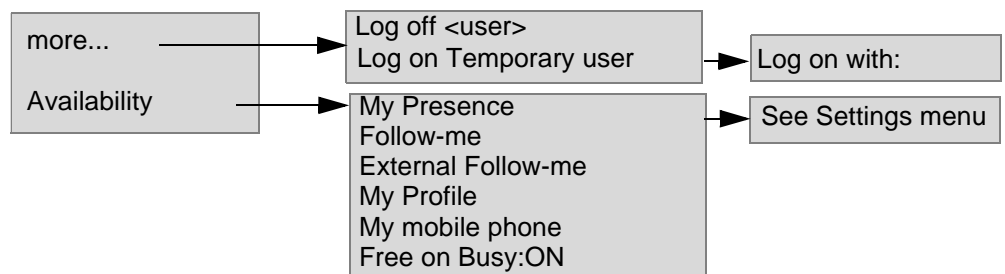 more...
Availability
Log off <user>
Log on Temporary user
Log on with:
My Presence
Follow-me
External Follow-me
My Profile
My mobile phone
Free on Busy:ON
See Settings menu